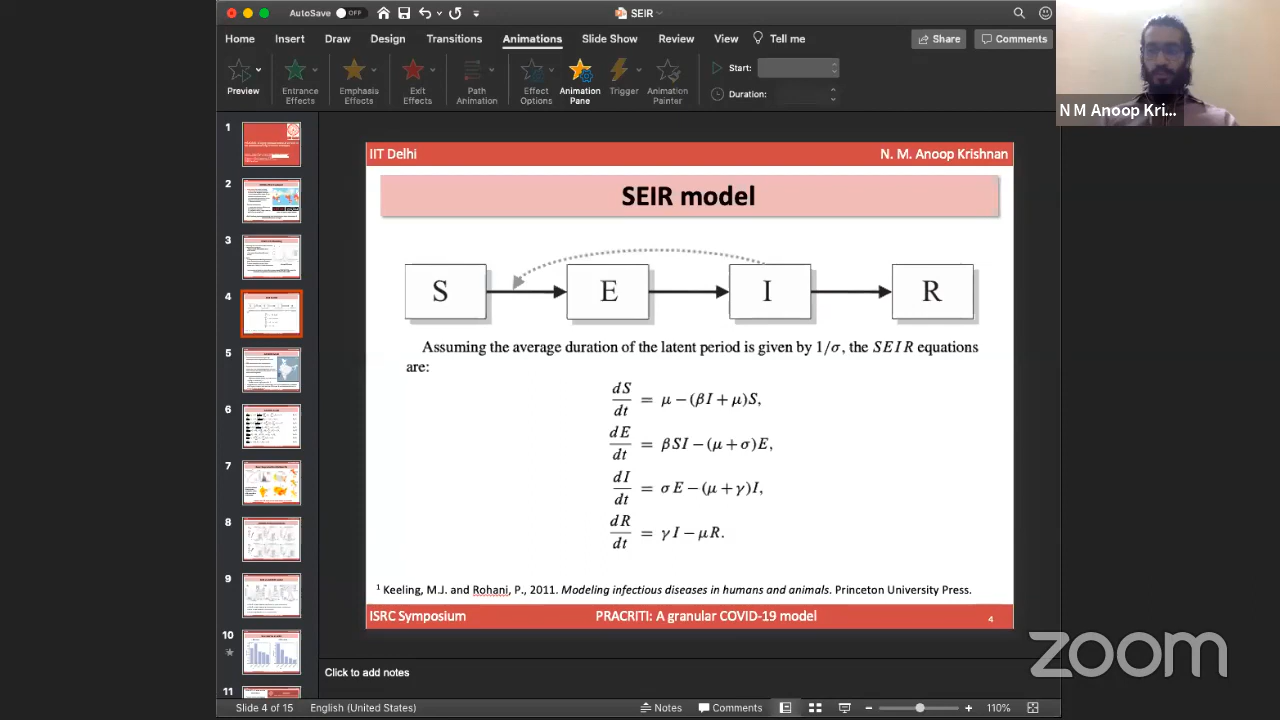 AutoSave OFF
SEIR
Home Insert Draw Design Transitions Animations Slide Show Review View Tell me Share Comments
Preview Entrance Effects Emphasis Effects Exit Effects Path Animation Effect Options Animation Pane Trigger Animation Painter Start: Duration:
N M Anoop Kri...
1
2
3
4
5
6
7
8
9
10
11
IIT Delhi N. M. Anoop Krishnan
SEIR model
S E I R
Assuming the average duration of the latent period is given by 1/σ, the SEIR equations
are:
dS/dt = μ − (βI + μ)S,
dE/dt = βSI − (μ + σ)E,
dI/dt = σE − (μ + γ)I,
dR/dt = γI − μR.
1 Keeling, M.J. and Rohani, P., 2011. Modeling infectious diseases in humans and animals. Princeton University Press.
ISRC Symposium PRACRITI: A granular COVID-19 model 4
Click to add notes
Slide 4 of 15 English (United States) Notes Comments 110%
zoom